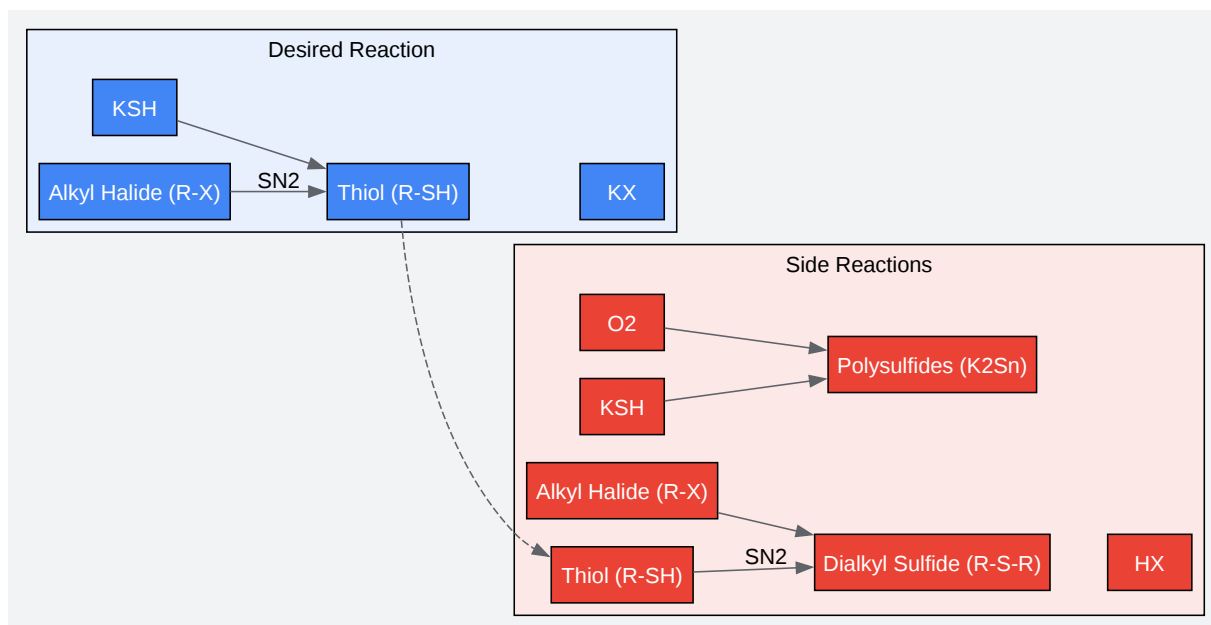 Desired Reaction
KSH
Alkyl Halide (R-X)
SN2
Thiol (R-SH)
KX
Side Reactions
O2
Polysulfides (K2Sn)
KSH
Alkyl Halide (R-X)
Thiol (R-SH)
SN2
Dialkyl Sulfide (R-S-R)
HX